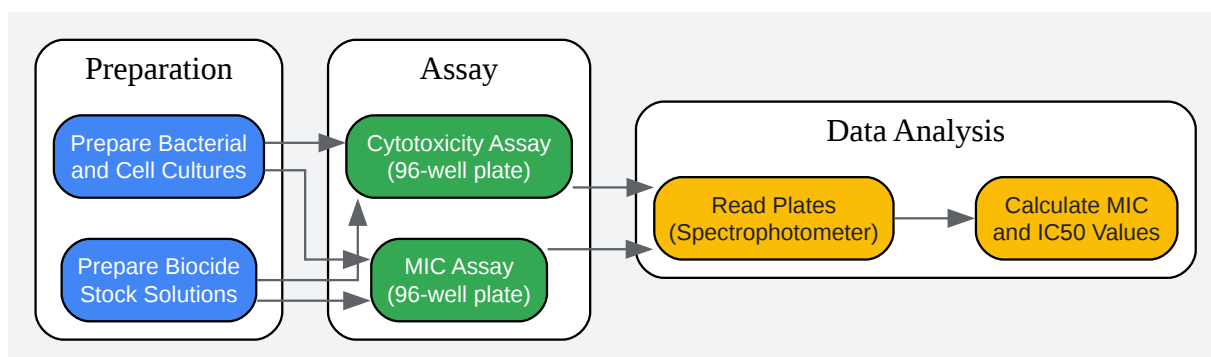 Preparation
Prepare Bacterial
and Cell Cultures
Prepare Biocide
Stock Solutions
Assay
Cytotoxicity Assay
(96-well plate)
MIC Assay
(96-well plate)
Data Analysis
Read Plates
(Spectrophotometer)
Calculate MIC
and IC50 Values